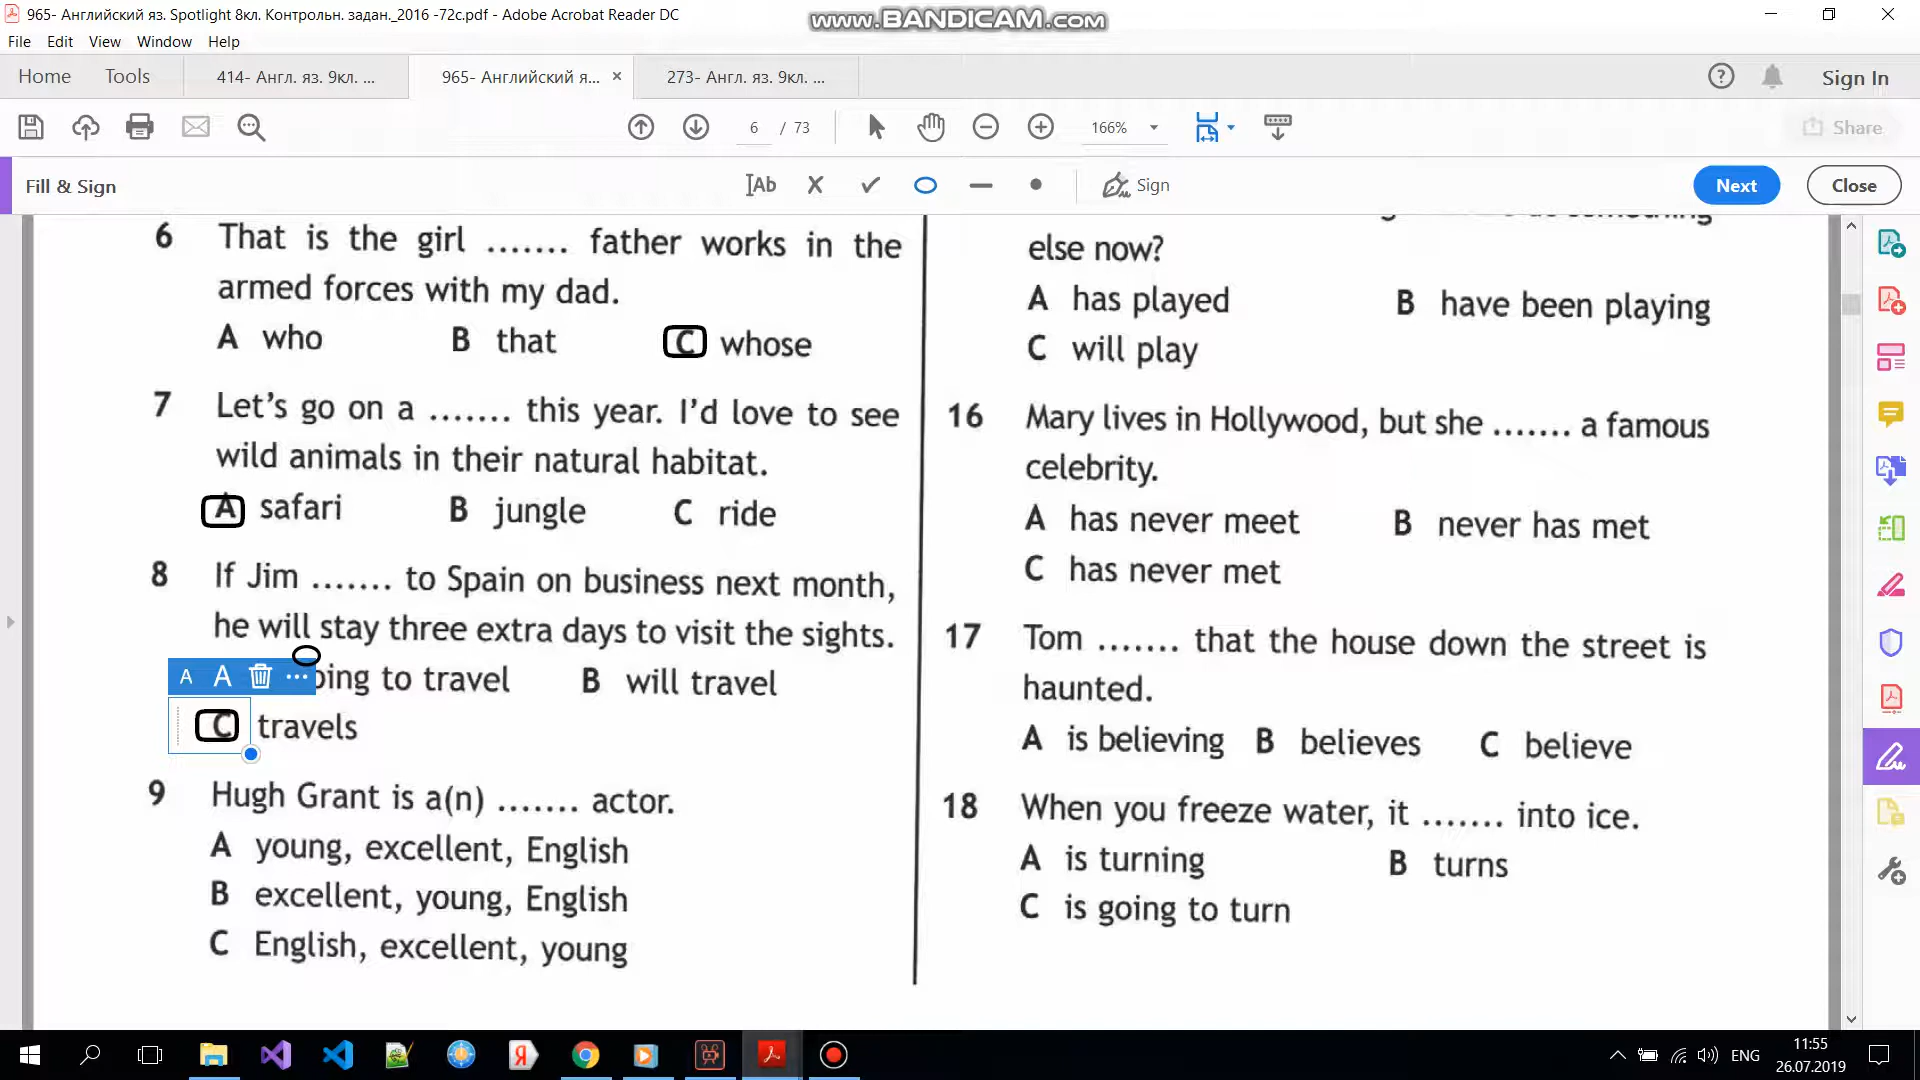 965- Английский яз. Spotlight 8кл. Контрольн. задан._2016 -72с.pdf - Adobe Acrobat Reader DC
www.BANDICAM.com
File Edit View Window Help
Home Tools 414- Англ. яз. 9кл. ... 965- Английский я... × 273- Англ. яз. 9кл. ... Sign In
6 / 73 166% Share
Fill & Sign Ab Sign Next Close
6 That is the girl ....... father works in the
armed forces with my dad.
A who B that C whose
7 Let's go on a ....... this year. I'd love to see
wild animals in their natural habitat.
A safari B jungle C ride
8 If Jim ....... to Spain on business next month,
he will stay three extra days to visit the sights.
A A ... oing to travel B will travel
C travels
9 Hugh Grant is a(n) ....... actor.
A young, excellent, English
B excellent, young, English
C English, excellent, young
something
else now?
A has played B have been playing
C will play
16 Mary lives in Hollywood, but she ....... a famous
celebrity.
A has never meet B never has met
C has never met
17 Tom ....... that the house down the street is
haunted.
A is believing B believes C believe
18 When you freeze water, it ....... into ice.
A is turning B turns
C is going to turn
ENG 11:55
26.07.2019